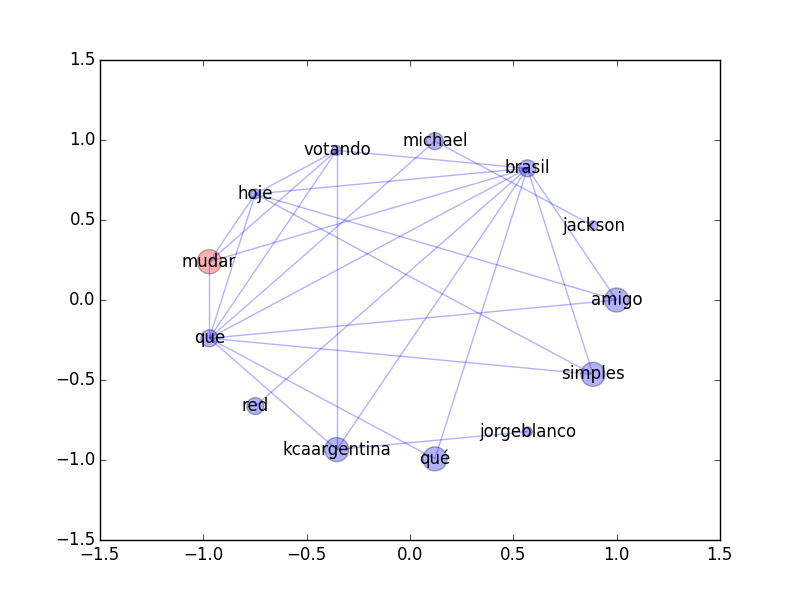 1.5
michael
1.0
votando
brasil
hoje
0.5
jackson
mudar
0.0
amigo
que
simples
−0.5
red
jorgeblanco
kcaargentina
qué
−1.0
−1.5
−1.5 −1.0 −0.5 0.0 0.5 1.0 1.5